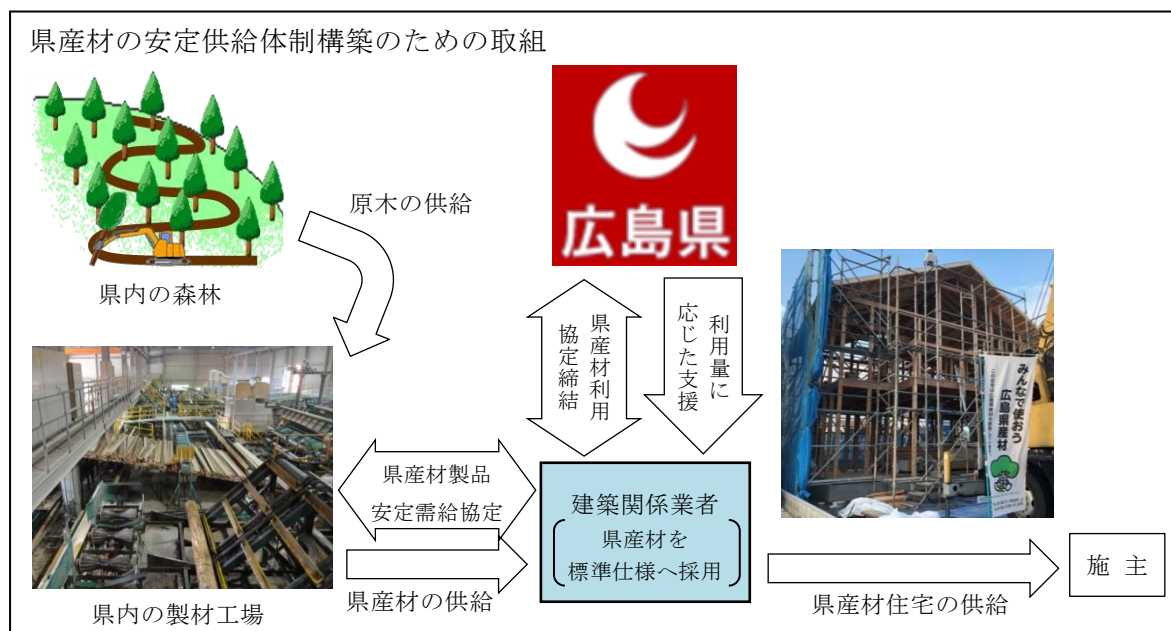 県産材の安定供給体制構築のための取組
広島県
原木の供給
県内の森林
県産材利用
協定締結
利用量に
応じた支援
みんなで使おう
広島県産材
県産材製品
安定需給協定
建築関係業者
県産材を
標準仕様へ採用
施 主
県産材の供給
県産材住宅の供給
県内の製材工場